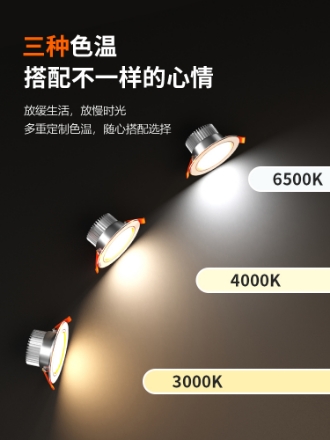 三种色温
搭配不一样的心情
放缓生活，放慢时光
多重定制色温，随心搭配选择
6500K
4000K
3000K